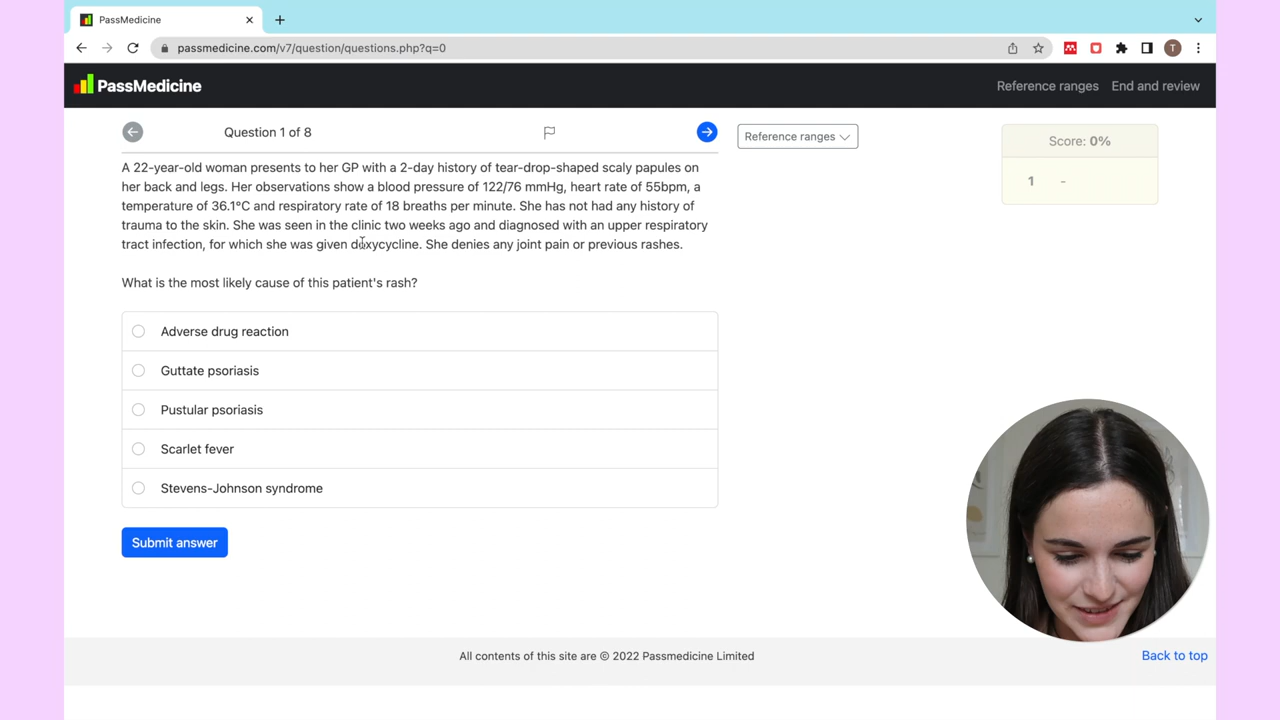 PassMedicine
passmedicine.com/v7/question/questions.php?q=0
T
PassMedicine
Reference ranges
End and review
Question 1 of 8
Reference ranges
Score: 0%
1 -
A 22-year-old woman presents to her GP with a 2-day history of tear-drop-shaped scaly papules on
her back and legs. Her observations show a blood pressure of 122/76 mmHg, heart rate of 55bpm, a
temperature of 36.1°C and respiratory rate of 18 breaths per minute. She has not had any history of
trauma to the skin. She was seen in the clinic two weeks ago and diagnosed with an upper respiratory
tract infection, for which she was given doxycycline. She denies any joint pain or previous rashes.
What is the most likely cause of this patient's rash?
Adverse drug reaction
Guttate psoriasis
Pustular psoriasis
Scarlet fever
Stevens-Johnson syndrome
Submit answer
All contents of this site are © 2022 Passmedicine Limited
Back to top